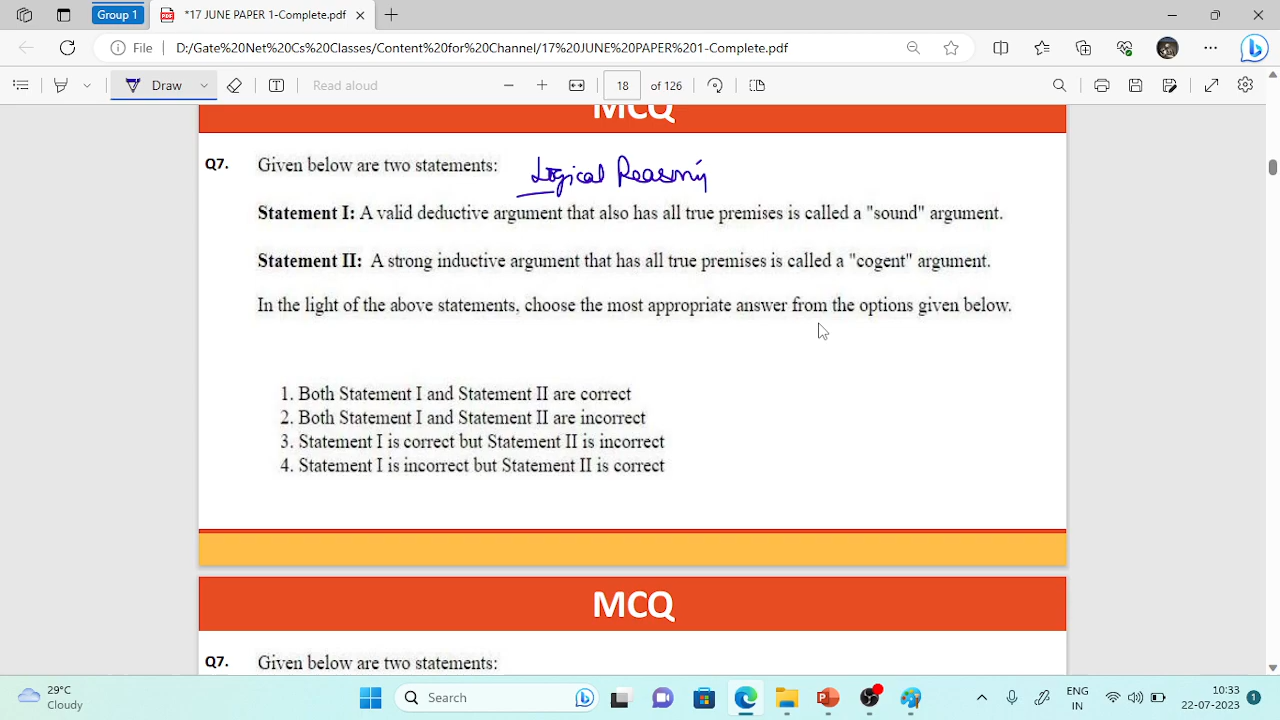 Group 1
*17 JUNE PAPER 1-Complete.pdf
File
D:/Gate%20Net%20Cs%20Classes/Content%20for%20Channel/17%20JUNE%20PAPER%201-Complete.pdf
Draw
Read aloud
18
of 126
MCQ
Q7. Given below are two statements:
Logical Reasoning
Statement I: A valid deductive argument that also has all true premises is called a "sound" argument.
Statement II: A strong inductive argument that has all true premises is called a "cogent" argument.
In the light of the above statements, choose the most appropriate answer from the options given below.
1. Both Statement I and Statement II are correct
2. Both Statement I and Statement II are incorrect
3. Statement I is correct but Statement II is incorrect
4. Statement I is incorrect but Statement II is correct
MCQ
Q7. Given below are two statements:
29°C
Cloudy
Search
ENG
IN
10:33
22-07-2023
1